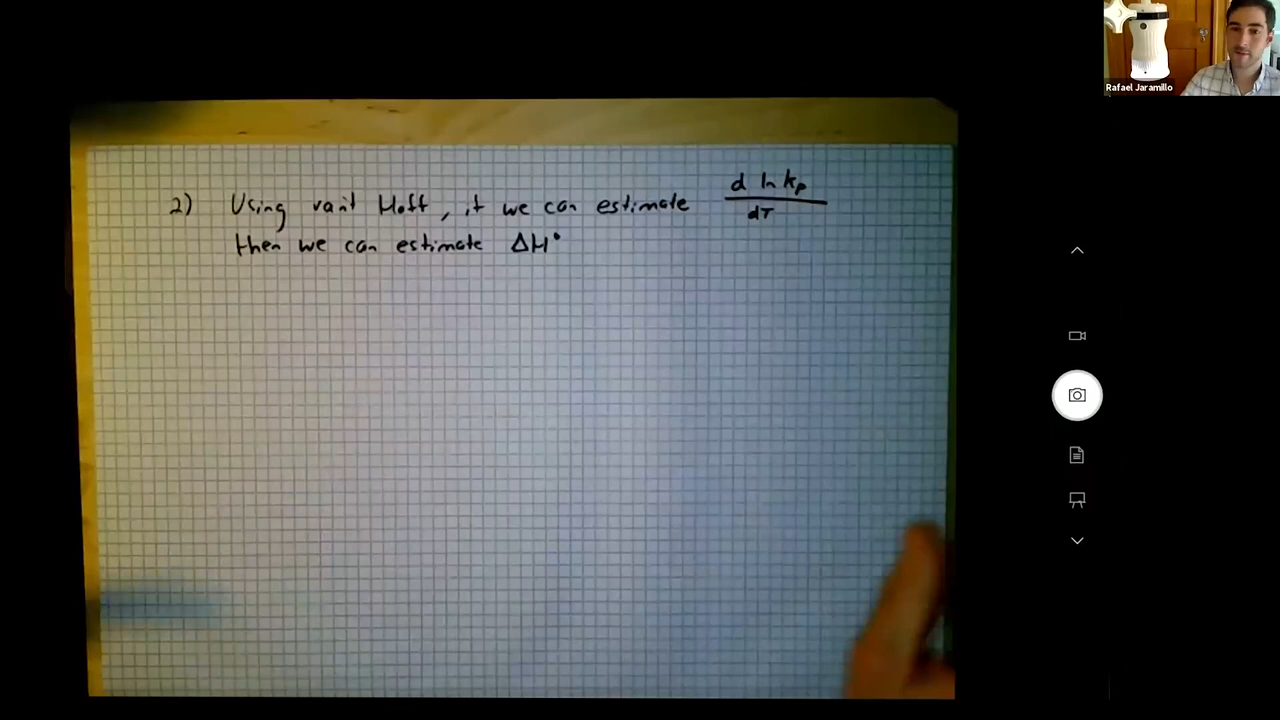 Rafael Jaramillo
2) Using van't Hoff, if we can estimate d ln Kp / dT
then we can estimate ΔH°